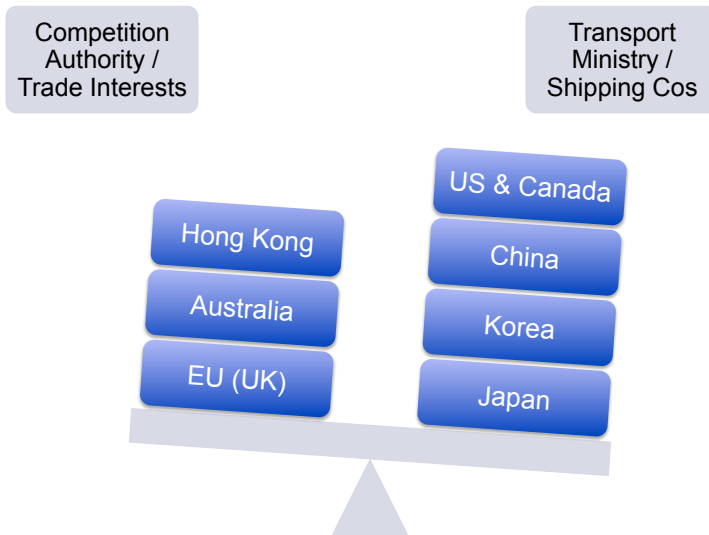 Competition
Authority /
Trade Interests
Transport
Ministry /
Shipping Cos
Hong Kong
Australia
EU (UK)
US & Canada
China
Korea
Japan